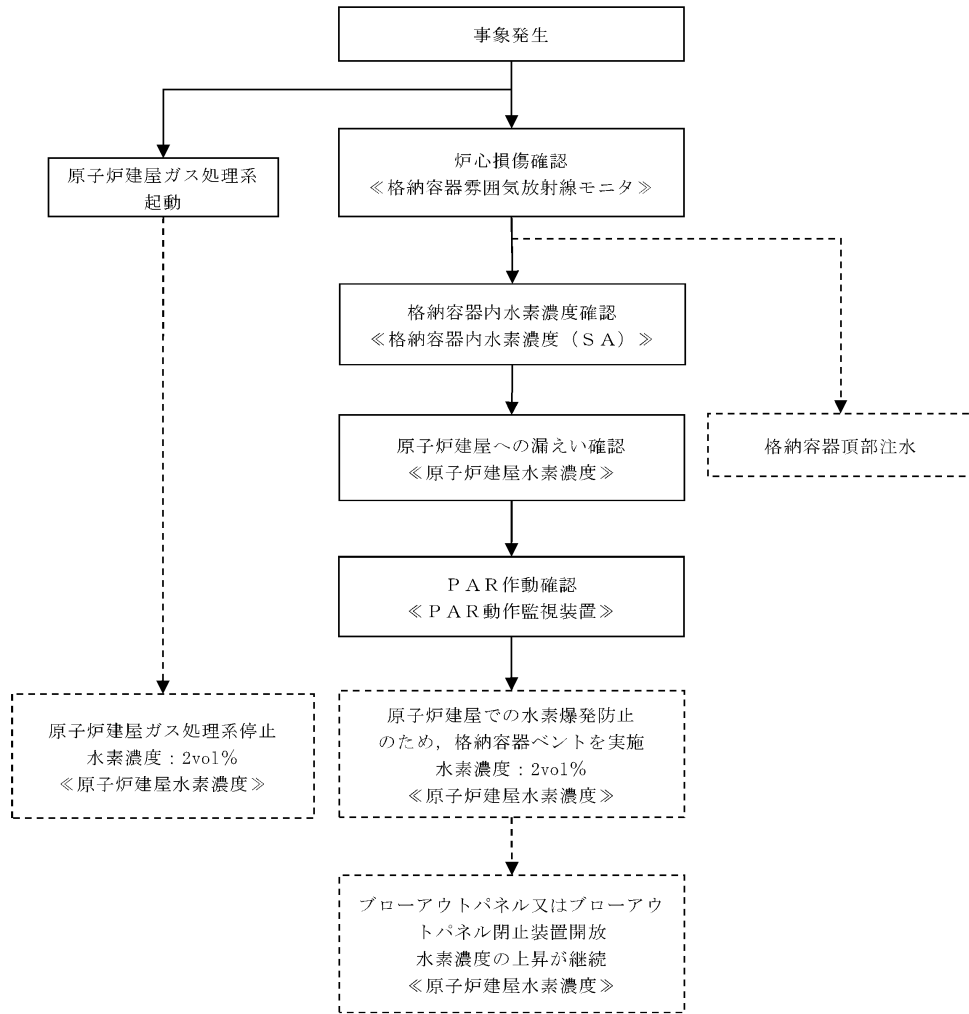 事象発生
原子炉建屋ガス処理系
起動
炉心損傷確認
≪格納容器雰囲気放射線モニタ≫
格納容器内水素濃度確認
≪格納容器内水素濃度（ＳＡ）≫
原子炉建屋への漏えい確認
≪原子炉建屋水素濃度≫
格納容器頂部注水
ＰＡＲ作動確認
≪ＰＡＲ動作監視装置≫
原子炉建屋ガス処理系停止
水素濃度：2vol％
≪原子炉建屋水素濃度≫
原子炉建屋での水素爆発防止
のため，格納容器ベントを実施
水素濃度：2vol％
≪原子炉建屋水素濃度≫
ブローアウトパネル又はブローアウ
トパネル閉止装置開放
水素濃度の上昇が継続
≪原子炉建屋水素濃度≫